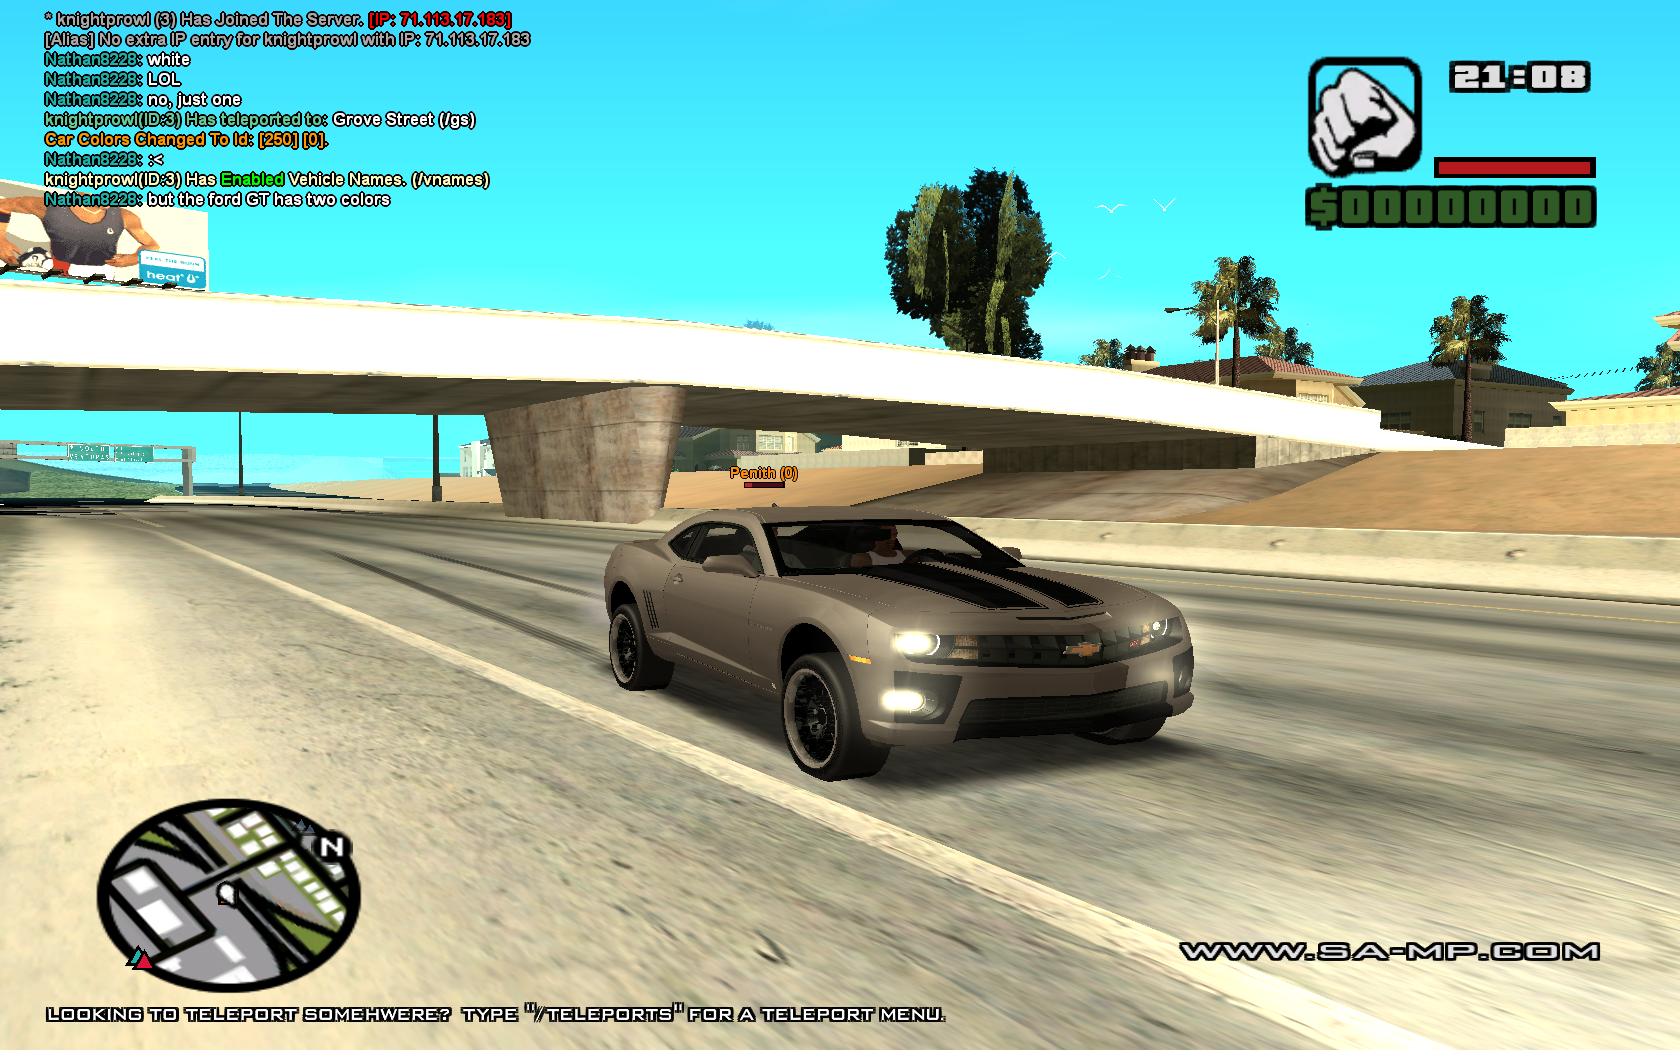 * knightprowl (3) Has Joined The Server. [IP: 71.113.17.183]
[Alias] No extra IP entry for knightprowl with IP: 71.113.17.183
Nathan8228: white
Nathan8228: LOL
Nathan8228: no, just one
knightprowl(ID:3) Has teleported to: Grove Street (/gs)
Car Colors Changed To Id: [250] [0].
Nathan8228: :<
knightprowl(ID:3) Has Enabled Vehicle Names. (/vnames)
Nathan8228: but the ford GT has two colors
21:08
$00000000
heat
Penith (0)
N
WWW.SA-MP.COM
LOOKING TO TELEPORT SOMEHWERE? TYPE "/TELEPORTS" FOR A TELEPORT MENU.